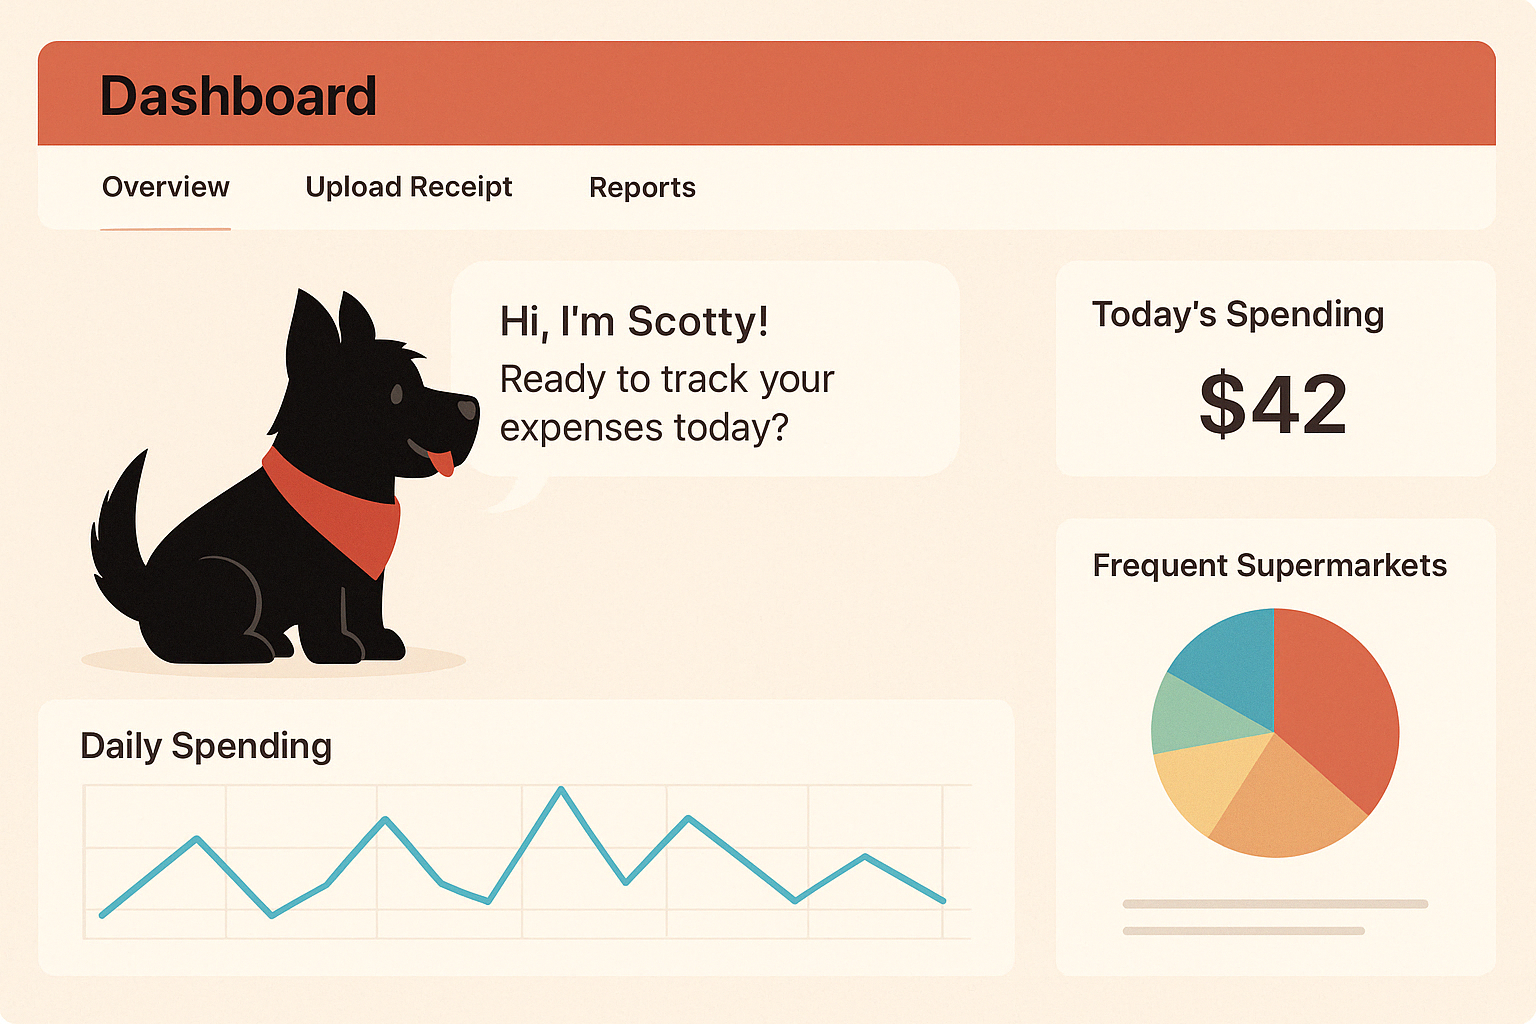 Dashboard
Overview
Upload Receipt
Reports
Hi, I'm Scotty!
Ready to track your
expenses today?
Today's Spending
$42
Frequent Supermarkets
Daily Spending